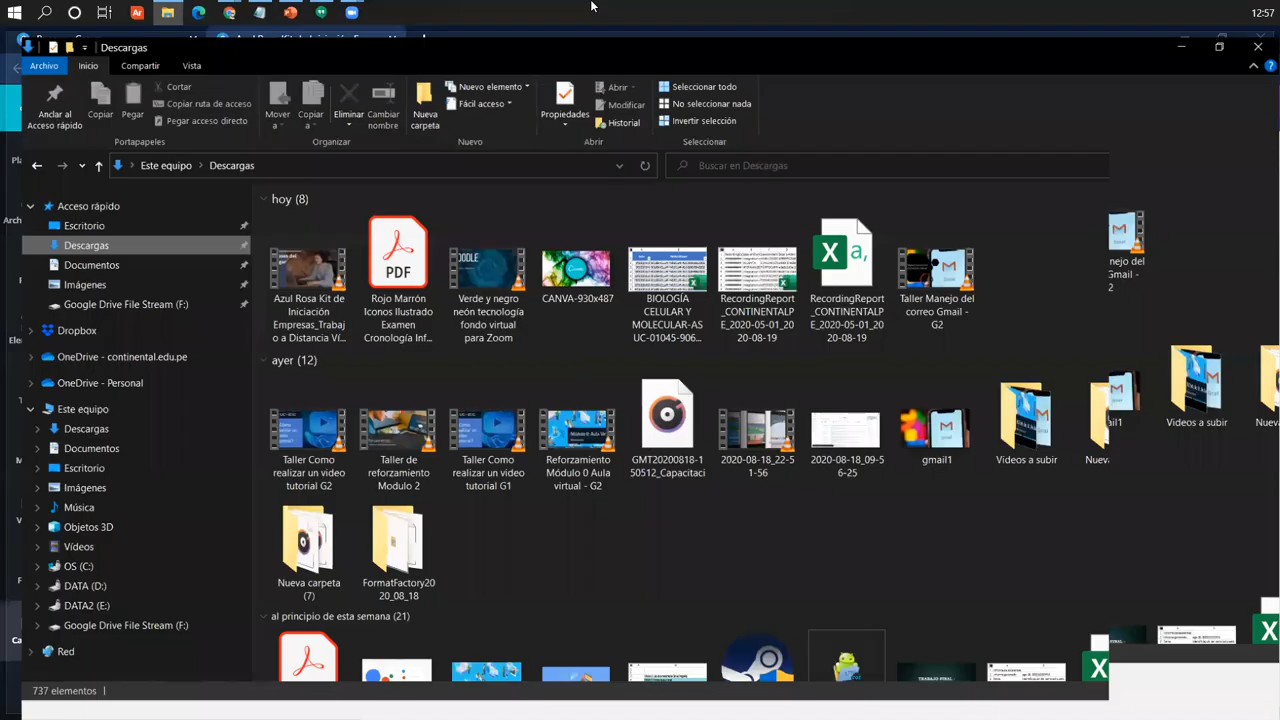 12:57
Descargas
Archivo Inicio Compartir Vista
Anclar al
Acceso rápido
Copiar
Pegar
Cortar
Copiar ruta de acceso
Pegar acceso directo
Portapapeles
Mover
a
Copiar
a
Eliminar
Cambiar
nombre
Organizar
Nueva
carpeta
Nuevo elemento
Fácil acceso
Nuevo
Propiedades
Abrir
Modificar
Historial
Abrir
Seleccionar todo
No seleccionar nada
Invertir selección
Seleccionar
Este equipo > Descargas
Buscar en Descargas
Acceso rápido
Escritorio
Descargas
Documentos
Google Drive File Stream (F:)
Dropbox
OneDrive - continental.edu.pe
OneDrive - Personal
Este equipo
Descargas
Documentos
Escritorio
Imágenes
Música
Objetos 3D
Vídeos
OS (C:)
DATA (D:)
DATA2 (E:)
Google Drive File Stream (F:)
Red
hoy (8)
Azul Rosa Kit de
Iniciación
Empresas_Trabaj
o a Distancia Ví...
PDF
Rojo Marrón
Iconos Ilustrado
Examen
Cronología Inf...
Verde y negro
neón tecnología
fondo virtual
para Zoom
CANVA-930x487
BIOLOGÍA
CELULAR Y
MOLECULAR-AS
UC-01045-906...
RecordingReport
_CONTINENTALP
E_2020-05-01_20
20-08-19
RecordingReport
_CONTINENTALP
E_2020-05-01_20
20-08-19
Taller Manejo del
correo Gmail -
G2
nejo del
Gmail -
2
ayer (12)
Taller Como
realizar un video
tutorial G2
Taller de
reforzamiento
Modulo 2
Taller Como
realizar un video
tutorial G1
Reforzamiento
Módulo 0 Aula
virtual - G2
GMT20200818-1
50512_Capacitaci
2020-08-18_22-5
1-56
2020-08-18_09-5
6-25
gmail1
Videos a subir
Nueva
ail1
Videos a subir
Nueva
Nueva carpeta
(7)
FormatFactory20
20_08_18
al principio de esta semana (21)
TRABAJO FINAL
737 elementos